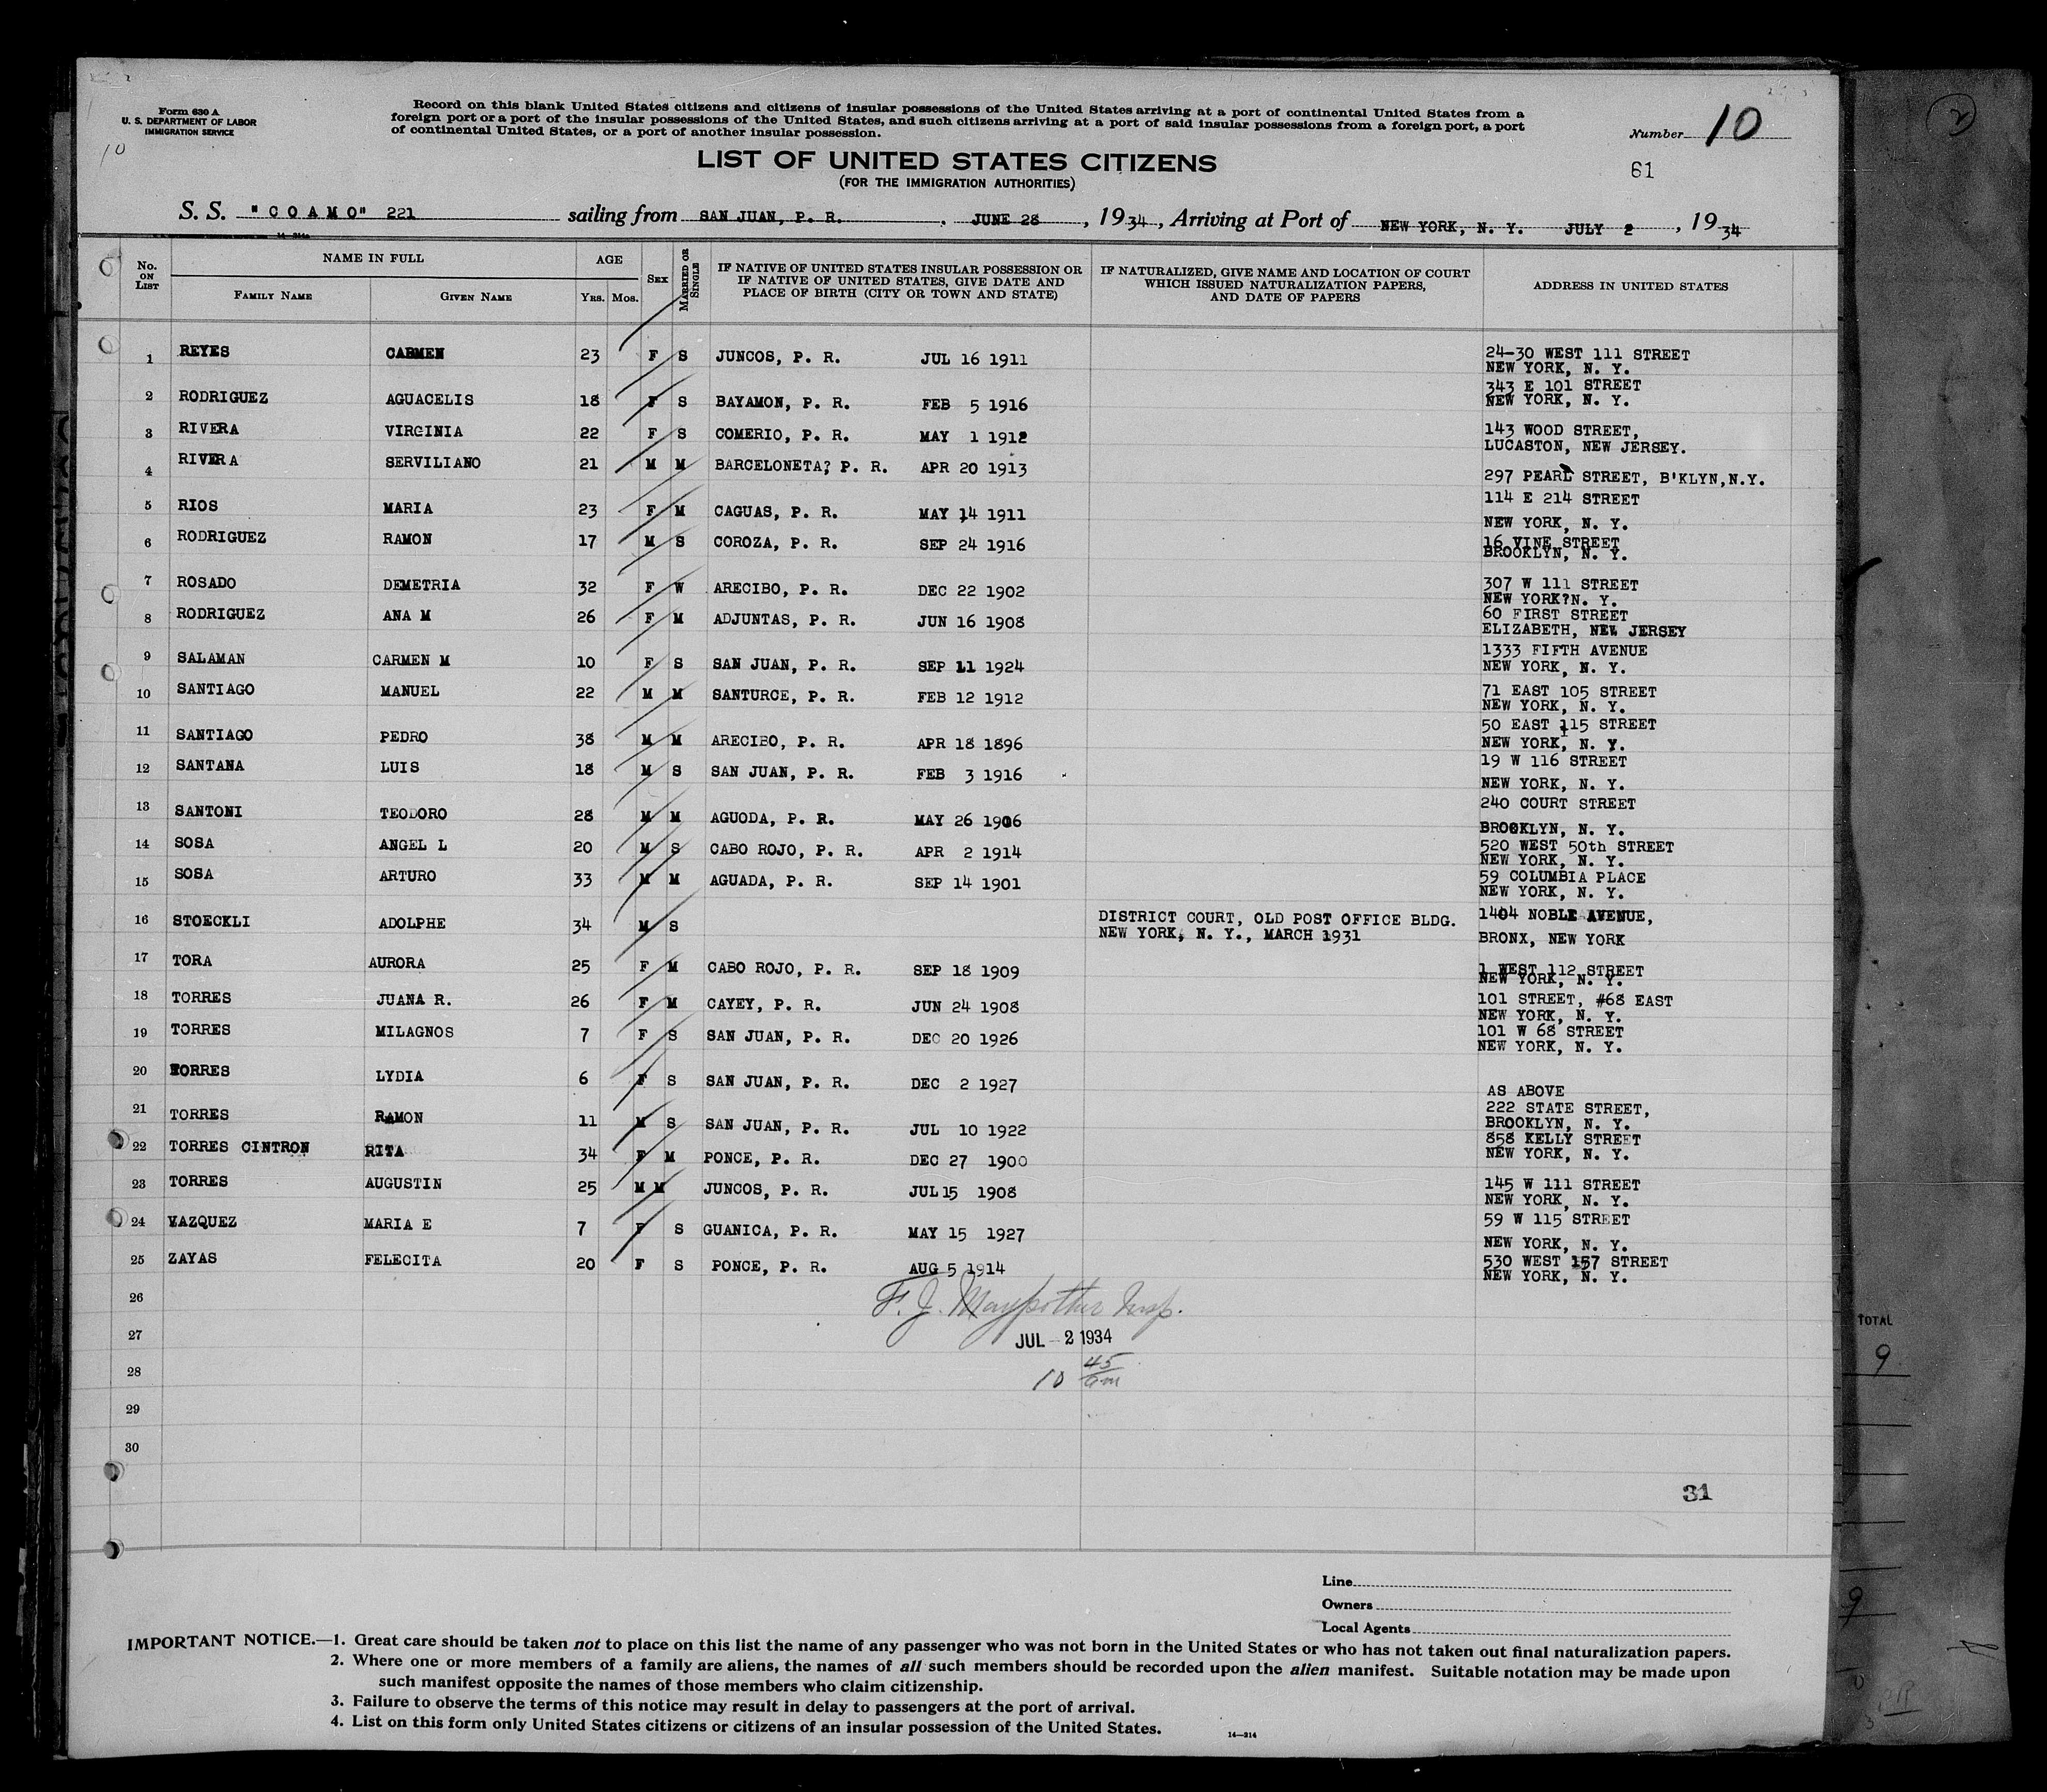 Form 630 A
U. S. DEPARTMENT OF LABOR
IMMIGRATION SERVICE
10
Record on this blank United States citizens and citizens of insular possessions of the United States arriving at a port of continental United States from a
foreign port or a port of the insular possessions of the United States, and such citizens arriving at a port of said insular possessions from a foreign port, a port
of continental United States, or a port of another insular possession.
Number 10
2
LIST OF UNITED STATES CITIZENS
(FOR THE IMMIGRATION AUTHORITIES)
61
S. S. "COAMO" 221 sailing from SAN JUAN, P. R. , JUNE 28 , 1934, Arriving at Port of NEW YORK, N. Y. JULY 2 , 1934
14-214
No. ON LIST
NAME IN FULL
FAMILY NAME
GIVEN NAME
AGE
YRS. MOS.
SEX
MARRIED OR SINGLE
IF NATIVE OF UNITED STATES INSULAR POSSESSION OR
IF NATIVE OF UNITED STATES, GIVE DATE AND
PLACE OF BIRTH (CITY OR TOWN AND STATE)
IF NATURALIZED, GIVE NAME AND LOCATION OF COURT
WHICH ISSUED NATURALIZATION PAPERS,
AND DATE OF PAPERS
ADDRESS IN UNITED STATES
1 REYES CARMEN 23 F S JUNCOS, P. R. JUL 16 1911 24-30 WEST 111 STREET
NEW YORK, N. Y.
2 RODRIGUEZ AGUACELIS 18 F S BAYAMON, P. R. FEB 5 1916 343 E 101 STREET
NEW YORK, N. Y.
3 RIVERA VIRGINIA 22 F S COMERIO, P. R. MAY 1 1912 143 WOOD STREET,
LUCASTON, NEW JERSEY.
4 RIVERA SERVILIANO 21 M M BARCELONETA? P. R. APR 20 1913 297 PEARL STREET, B'KLYN,N.Y.
5 RIOS MARIA 23 F M CAGUAS, P. R. MAY 14 1911 114 E 214 STREET
NEW YORK, N. Y.
6 RODRIGUEZ RAMON 17 M S COROZA, P. R. SEP 24 1916 16 VINE STREET
BROOKLYN, N. Y.
7 ROSADO DEMETRIA 32 F W ARECIBO, P. R. DEC 22 1902 307 W 111 STREET
NEW YORK?N. Y.
8 RODRIGUEZ ANA M 26 F M ADJUNTAS, P. R. JUN 16 1908 60 FIRST STREET
ELIZABETH, NEW JERSEY
9 SALAMAN CARMEN M 10 F S SAN JUAN, P. R. SEP 11 1924 1333 FIFTH AVENUE
NEW YORK, N. Y.
10 SANTIAGO MANUEL 22 M M SANTURCE, P. R. FEB 12 1912 71 EAST 105 STREET
NEW YORK, N. Y.
11 SANTIAGO PEDRO 38 M M ARECIBO, P. R. APR 18 1896 50 EAST 115 STREET
NEW YORK, N. Y.
12 SANTANA LUIS 18 M S SAN JUAN, P. R. FEB 3 1916 19 W 116 STREET
NEW YORK, N. Y.
13 SANTONI TEODORO 28 M M AGUODA, P. R. MAY 26 1906 240 COURT STREET
BROOKLYN, N. Y.
14 SOSA ANGEL L 20 M S CABO ROJO, P. R. APR 2 1914 520 WEST 50th STREET
NEW YORK, N. Y.
15 SOSA ARTURO 33 M M AGUADA, P. R. SEP 14 1901 59 COLUMBIA PLACE
NEW YORK, N. Y.
16 STOECKLI ADOLPHE 34 M S DISTRICT COURT, OLD POST OFFICE BLDG. 1404 NOBLE AVENUE,
NEW YORK, N. Y., MARCH 1931 BRONX, NEW YORK
17 TORA AURORA 25 F M CABO ROJO, P. R. SEP 18 1909 1 WEST 112 STREET
NEW YORK, N. Y.
18 TORRES JUANA R. 26 F M CAYEY, P. R. JUN 24 1908 101 STREET, #68 EAST
NEW YORK, N. Y.
19 TORRES MILAGNOS 7 F S SAN JUAN, P. R. DEC 20 1926 101 W 68 STREET
NEW YORK, N. Y.
20 TORRES LYDIA 6 F S SAN JUAN, P. R. DEC 2 1927 AS ABOVE
21 TORRES RAMON 11 M S SAN JUAN, P. R. JUL 10 1922 222 STATE STREET,
BROOKLYN, N. Y.
22 TORRES CINTRON RITA 34 F M PONCE, P. R. DEC 27 1900 858 KELLY STREET
NEW YORK, N. Y.
23 TORRES AUGUSTIN 25 M M JUNCOS, P. R. JUL 15 1908 145 W 111 STREET
NEW YORK, N. Y.
24 VAZQUEZ MARIA E 7 F S GUANICA, P. R. MAY 15 1927 59 W 115 STREET
NEW YORK, N. Y.
25 ZAYAS FELECITA 20 F S PONCE, P. R. AUG 5 1914 530 WEST 157 STREET
NEW YORK, N. Y.
26
F. J. Maypother Insp.
27
JUL - 2 1934
28
10 45/am
29
30
31
TOTAL
9
9
Line
Owners
Local Agents
IMPORTANT NOTICE.—1. Great care should be taken not to place on this list the name of any passenger who was not born in the United States or who has not taken out final naturalization papers.
2. Where one or more members of a family are aliens, the names of all such members should be recorded upon the alien manifest. Suitable notation may be made upon
such manifest opposite the names of those members who claim citizenship.
3. Failure to observe the terms of this notice may result in delay to passengers at the port of arrival.
4. List on this form only United States citizens or citizens of an insular possession of the United States.
14—214